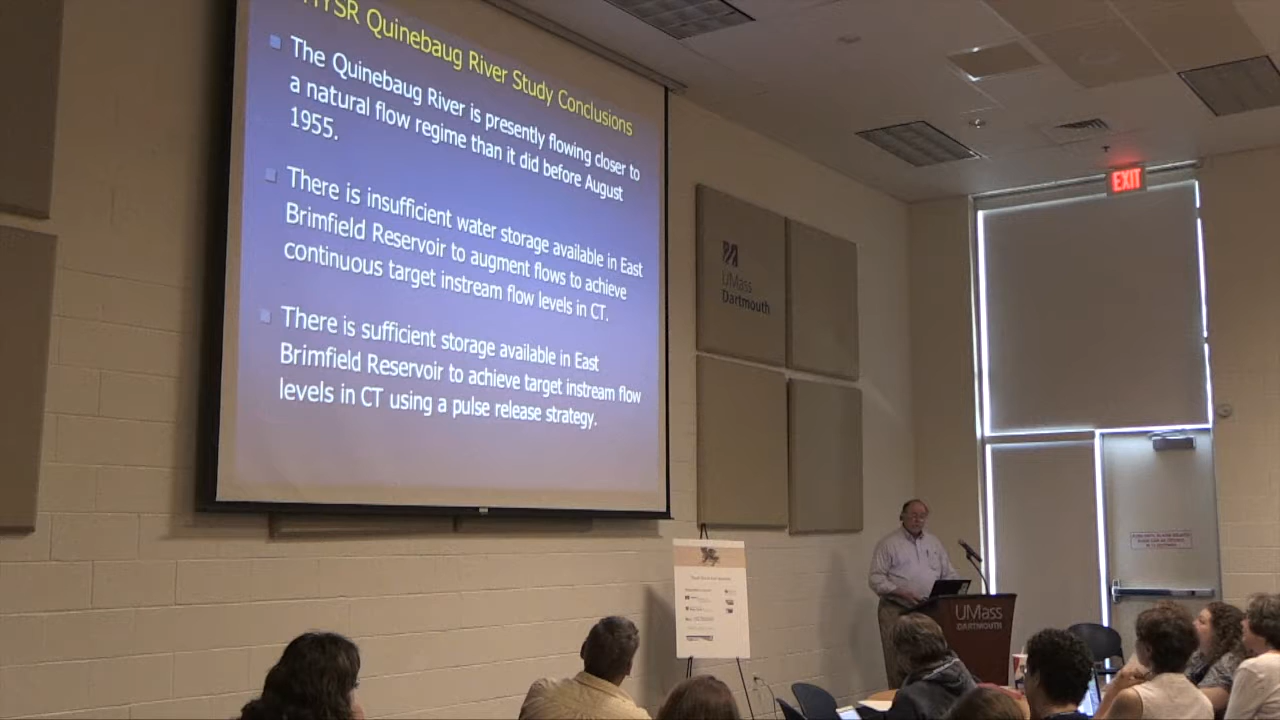 MYSR Quinebaug River Study Conclusions
The Quinebaug River is presently flowing closer to
a natural flow regime than it did before August
1955.
There is insufficient water storage available in East
Brimfield Reservoir to augment flows to achieve
continuous target instream flow levels in CT.
There is sufficient storage available in East
Brimfield Reservoir to achieve target instream flow
levels in CT using a pulse release strategy.
EXIT
UMass
Dartmouth
UMass
DARTMOUTH